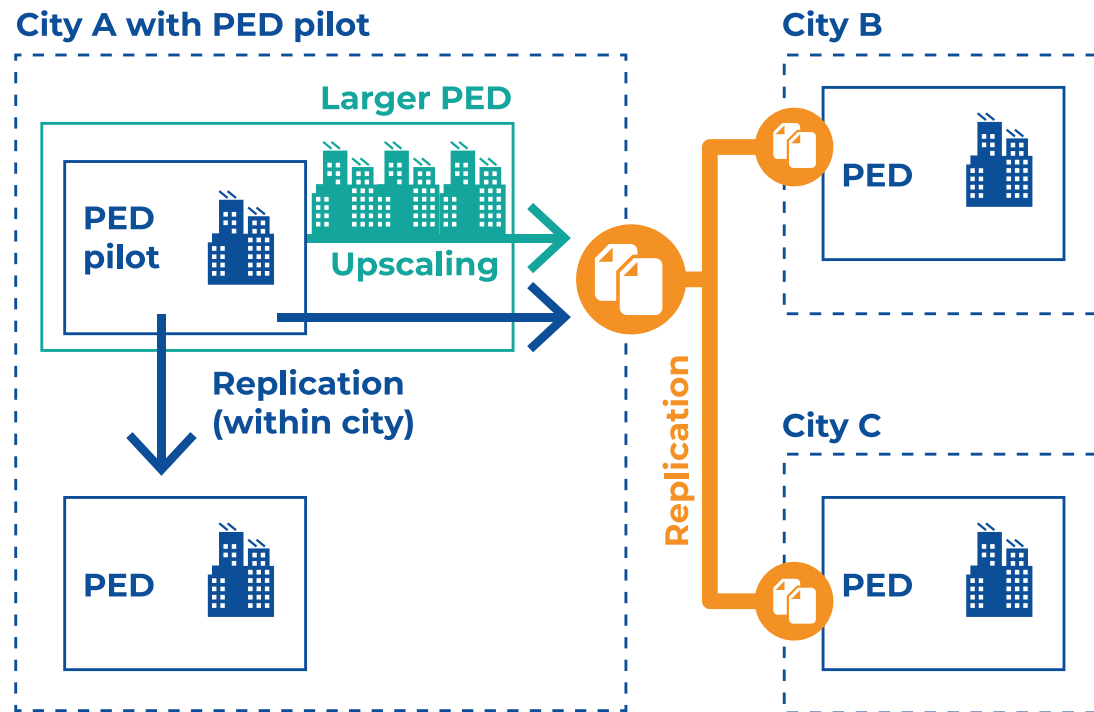 City A with PED pilot
Larger PED
PED
pilot
Upscaling
Replication
(within city)
PED
Replication
City B
PED
City C
PED